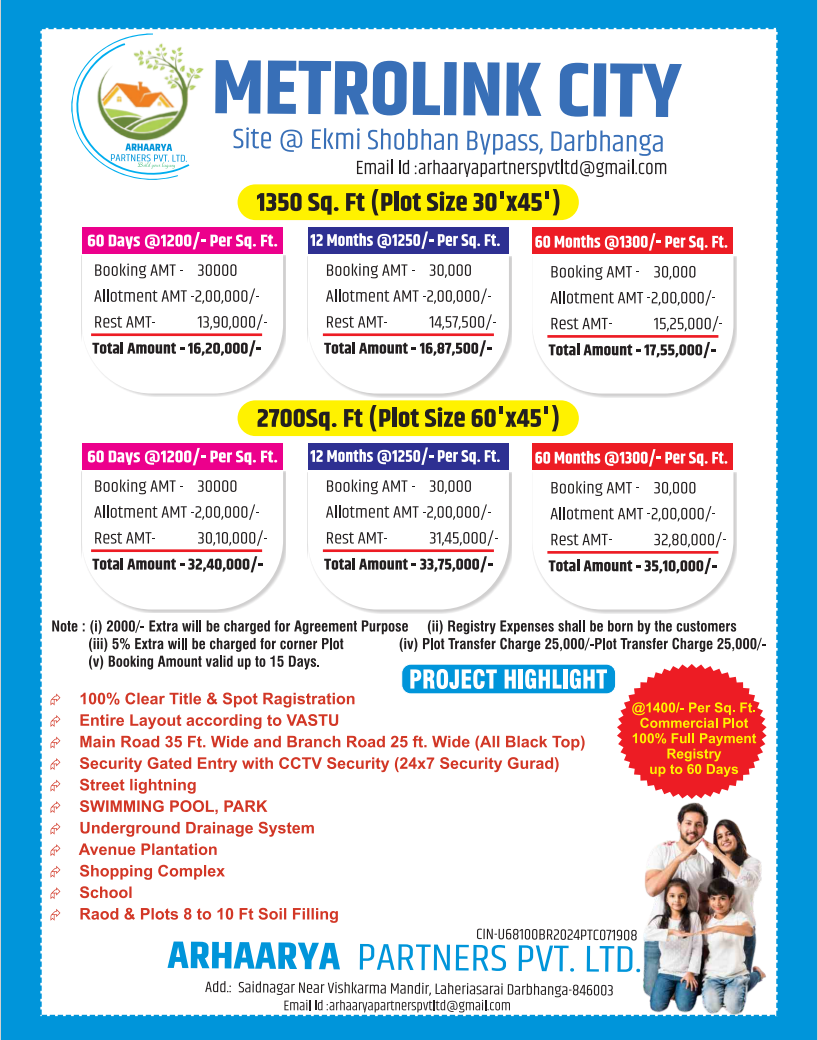 METROLINK CITY
Site @ Ekmi Shobhan Bypass, Darbhanga
Email Id :arhaaryapartnerspvtltd@gmail.com
ARHAARYA
PARTNERS PVT. LTD.
1350 Sq. Ft (Plot Size 30'x45')
60 Days @1200/- Per Sq. Ft.
Booking AMT - 30000
Allotment AMT -2,00,000/-
Rest AMT- 13,90,000/-
Total Amount - 16,20,000/-
12 Months @1250/- Per Sq. Ft.
Booking AMT - 30,000
Allotment AMT -2,00,000/-
Rest AMT- 14,57,500/-
Total Amount - 16,87,500/-
60 Months @1300/- Per Sq. Ft.
Booking AMT - 30,000
Allotment AMT -2,00,000/-
Rest AMT- 15,25,000/-
Total Amount - 17,55,000/-
2700Sq. Ft (Plot Size 60'x45')
60 Days @1200/- Per Sq. Ft.
Booking AMT - 30000
Allotment AMT -2,00,000/-
Rest AMT- 30,10,000/-
Total Amount - 32,40,000/-
12 Months @1250/- Per Sq. Ft.
Booking AMT - 30,000
Allotment AMT -2,00,000/-
Rest AMT- 31,45,000/-
Total Amount - 33,75,000/-
60 Months @1300/- Per Sq. Ft.
Booking AMT - 30,000
Allotment AMT -2,00,000/-
Rest AMT- 32,80,000/-
Total Amount - 35,10,000/-
Note : (i) 2000/- Extra will be charged for Agreement Purpose (ii) Registry Expenses shall be born by the customers
(iii) 5% Extra will be charged for corner Plot (iv) Plot Transfer Charge 25,000/-Plot Transfer Charge 25,000/-
(v) Booking Amount valid up to 15 Days.
PROJECT HIGHLIGHT
100% Clear Title & Spot Ragistration
Entire Layout according to VASTU
Main Road 35 Ft. Wide and Branch Road 25 ft. Wide (All Black Top)
Security Gated Entry with CCTV Security (24x7 Security Gurad)
Street lightning
SWIMMING POOL, PARK
Underground Drainage System
Avenue Plantation
Shopping Complex
School
Raod & Plots 8 to 10 Ft Soil Filling
@1400/- Per Sq. Ft.
Commercial Plot
100% Full Payment
Registry
up to 60 Days
CIN-U68100BR2024PTC071908
ARHAARYA PARTNERS PVT. LTD.
Add.: Saidnagar Near Vishkarma Mandir, Laheriasarai Darbhanga-846003
Email Id :arhaaryapartnerspvtltd@gmail.com